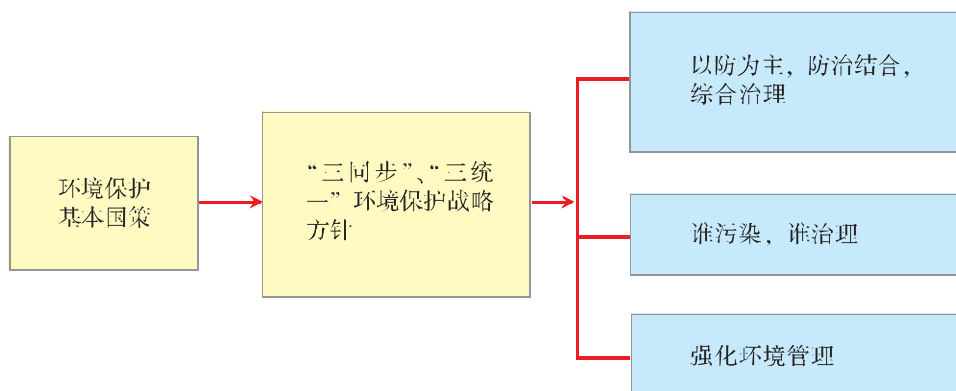 环境保护
基本国策
“三同步”、“三统
一”环境保护战略
方针
以防为主，防治结合，
综合治理
谁污染，谁治理
强化环境管理